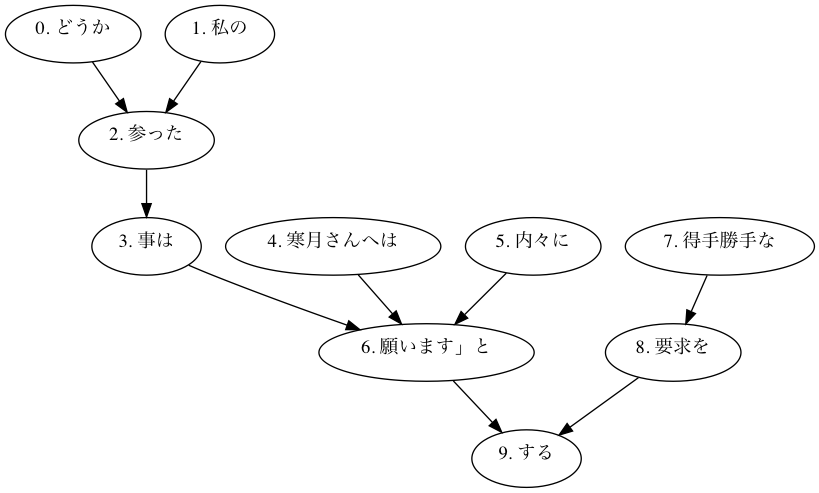 0. どうか
1. 私の
2. 参った
3. 事は
4. 寒月さんへは
5. 内々に
7. 得手勝手な
6. 願います」と
8. 要求を
9. する